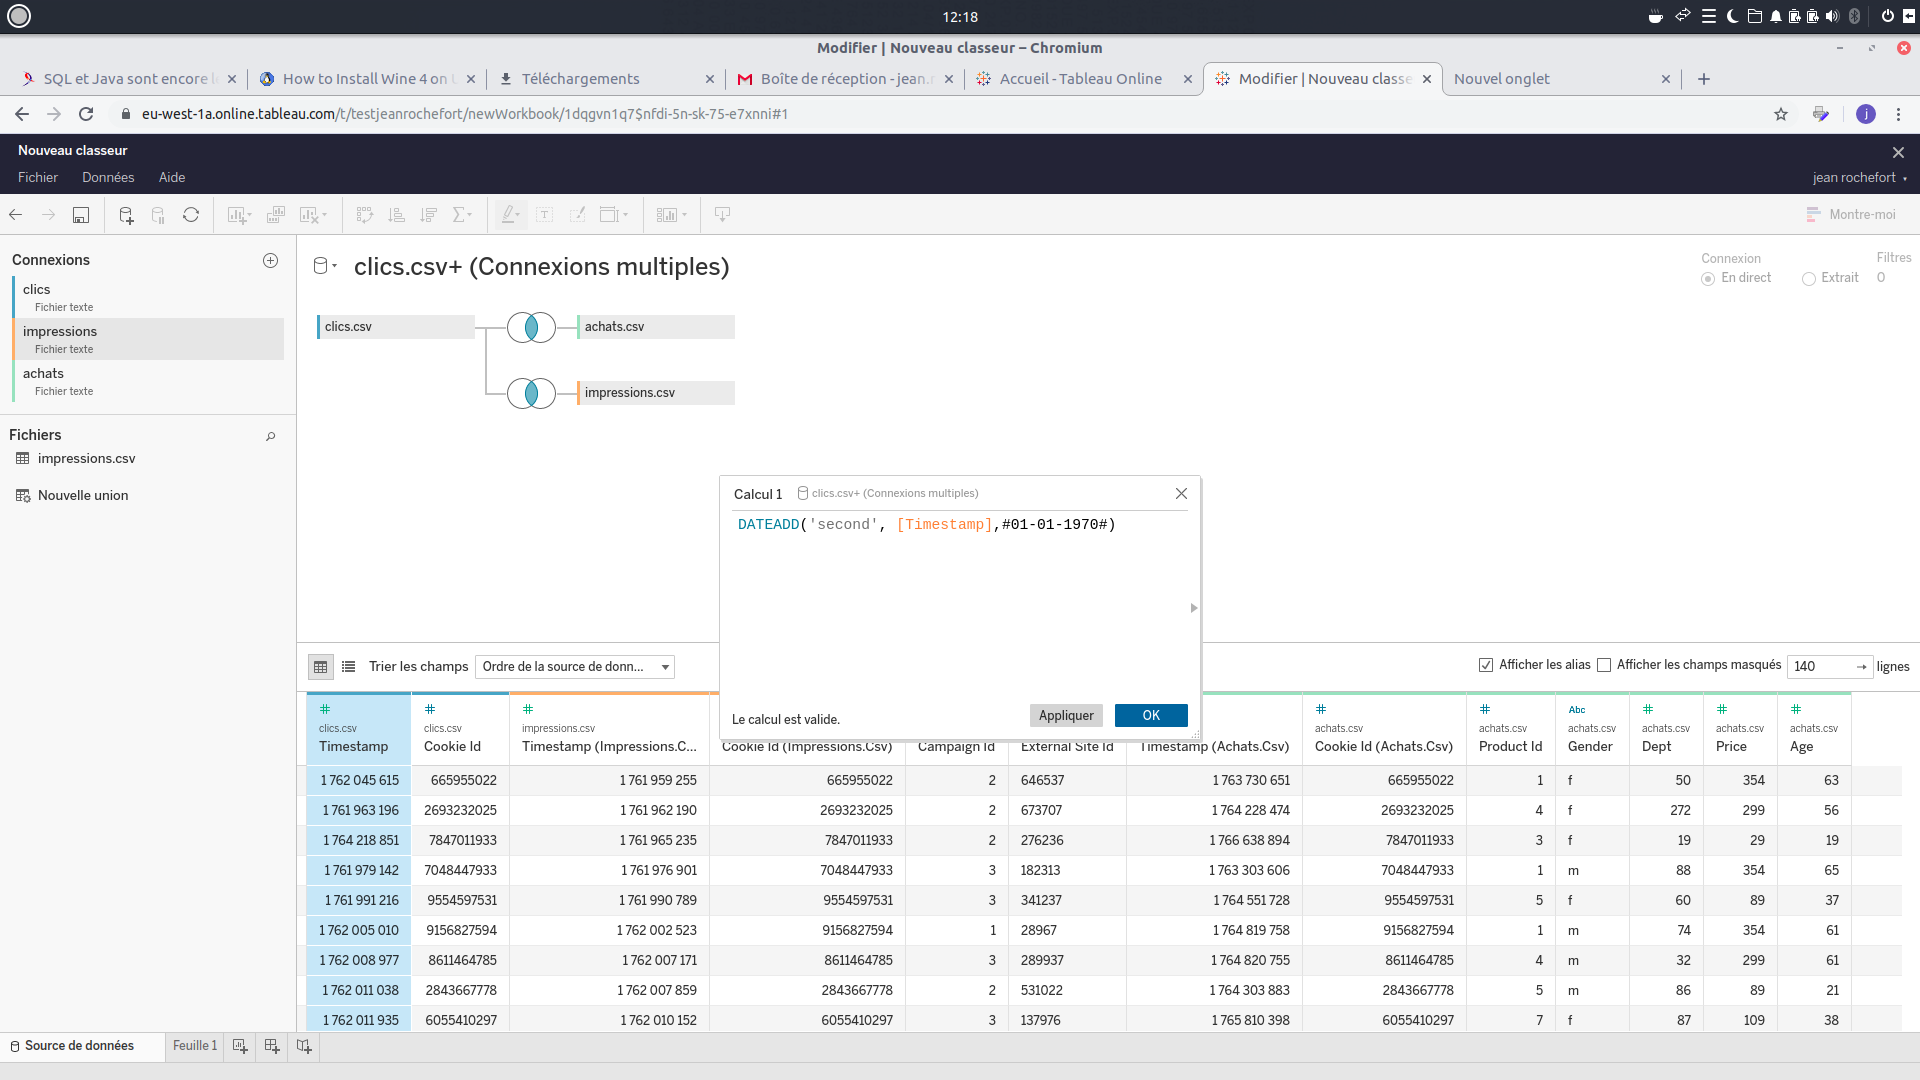 12:18
Modifier | Nouveau classeur – Chromium
SQL et Java sont encore l
How to Install Wine 4 on U
Téléchargements
Boîte de réception - jean.r
Accueil - Tableau Online
Modifier | Nouveau classe
Nouvel onglet
eu-west-1a.online.tableau.com/t/testjeanrochefort/newWorkbook/1dqgvn1q7$nfdi-5n-sk-75-e7xnni#1
j
Nouveau classeur
Fichier Données Aide
jean rochefort
Montre-moi
Connexions
clics
Fichier texte
impressions
Fichier texte
achats
Fichier texte
Fichiers
impressions.csv
Nouvelle union
clics.csv+ (Connexions multiples)
Connexion
En direct Extrait
Filtres
0
clics.csv
achats.csv
impressions.csv
Calcul 1 clics.csv+ (Connexions multiples)
DATEADD('second', [Timestamp],#01-01-1970#)
Le calcul est valide.
Appliquer OK
Trier les champs Ordre de la source de donn...
Afficher les alias Afficher les champs masqués 140 lignes
Abc
clics.csv clics.csv impressions.csv achats.csv achats.csv achats.csv achats.csv achats.csv achats.csv
Timestamp Cookie Id Timestamp (Impressions.C... Cookie Id (Impressions.Csv) Campaign Id External Site Id Timestamp (Achats.Csv) Cookie Id (Achats.Csv) Product Id Gender Dept Price Age
1 762 045 615 665955022 1 761 959 255 665955022 2 646537 1 763 730 651 665955022 1 f 50 354 63
1 761 963 196 2693232025 1 761 962 190 2693232025 2 673707 1 764 228 474 2693232025 4 f 272 299 56
1 764 218 851 7847011933 1 761 965 235 7847011933 2 276236 1 766 638 894 7847011933 3 f 19 29 19
1 761 979 142 7048447933 1 761 976 901 7048447933 3 182313 1 763 303 606 7048447933 1 m 88 354 65
1 761 991 216 9554597531 1 761 990 789 9554597531 3 341237 1 764 551 728 9554597531 5 f 60 89 37
1 762 005 010 9156827594 1 762 002 523 9156827594 1 28967 1 764 819 758 9156827594 1 m 74 354 61
1 762 008 977 8611464785 1 762 007 171 8611464785 3 289937 1 764 820 755 8611464785 4 m 32 299 61
1 762 011 038 2843667778 1 762 007 859 2843667778 2 531022 1 764 303 883 2843667778 5 m 86 89 21
1 762 011 935 6055410297 1 762 010 152 6055410297 3 137976 1 765 810 398 6055410297 7 f 87 109 38
Source de données Feuille 1